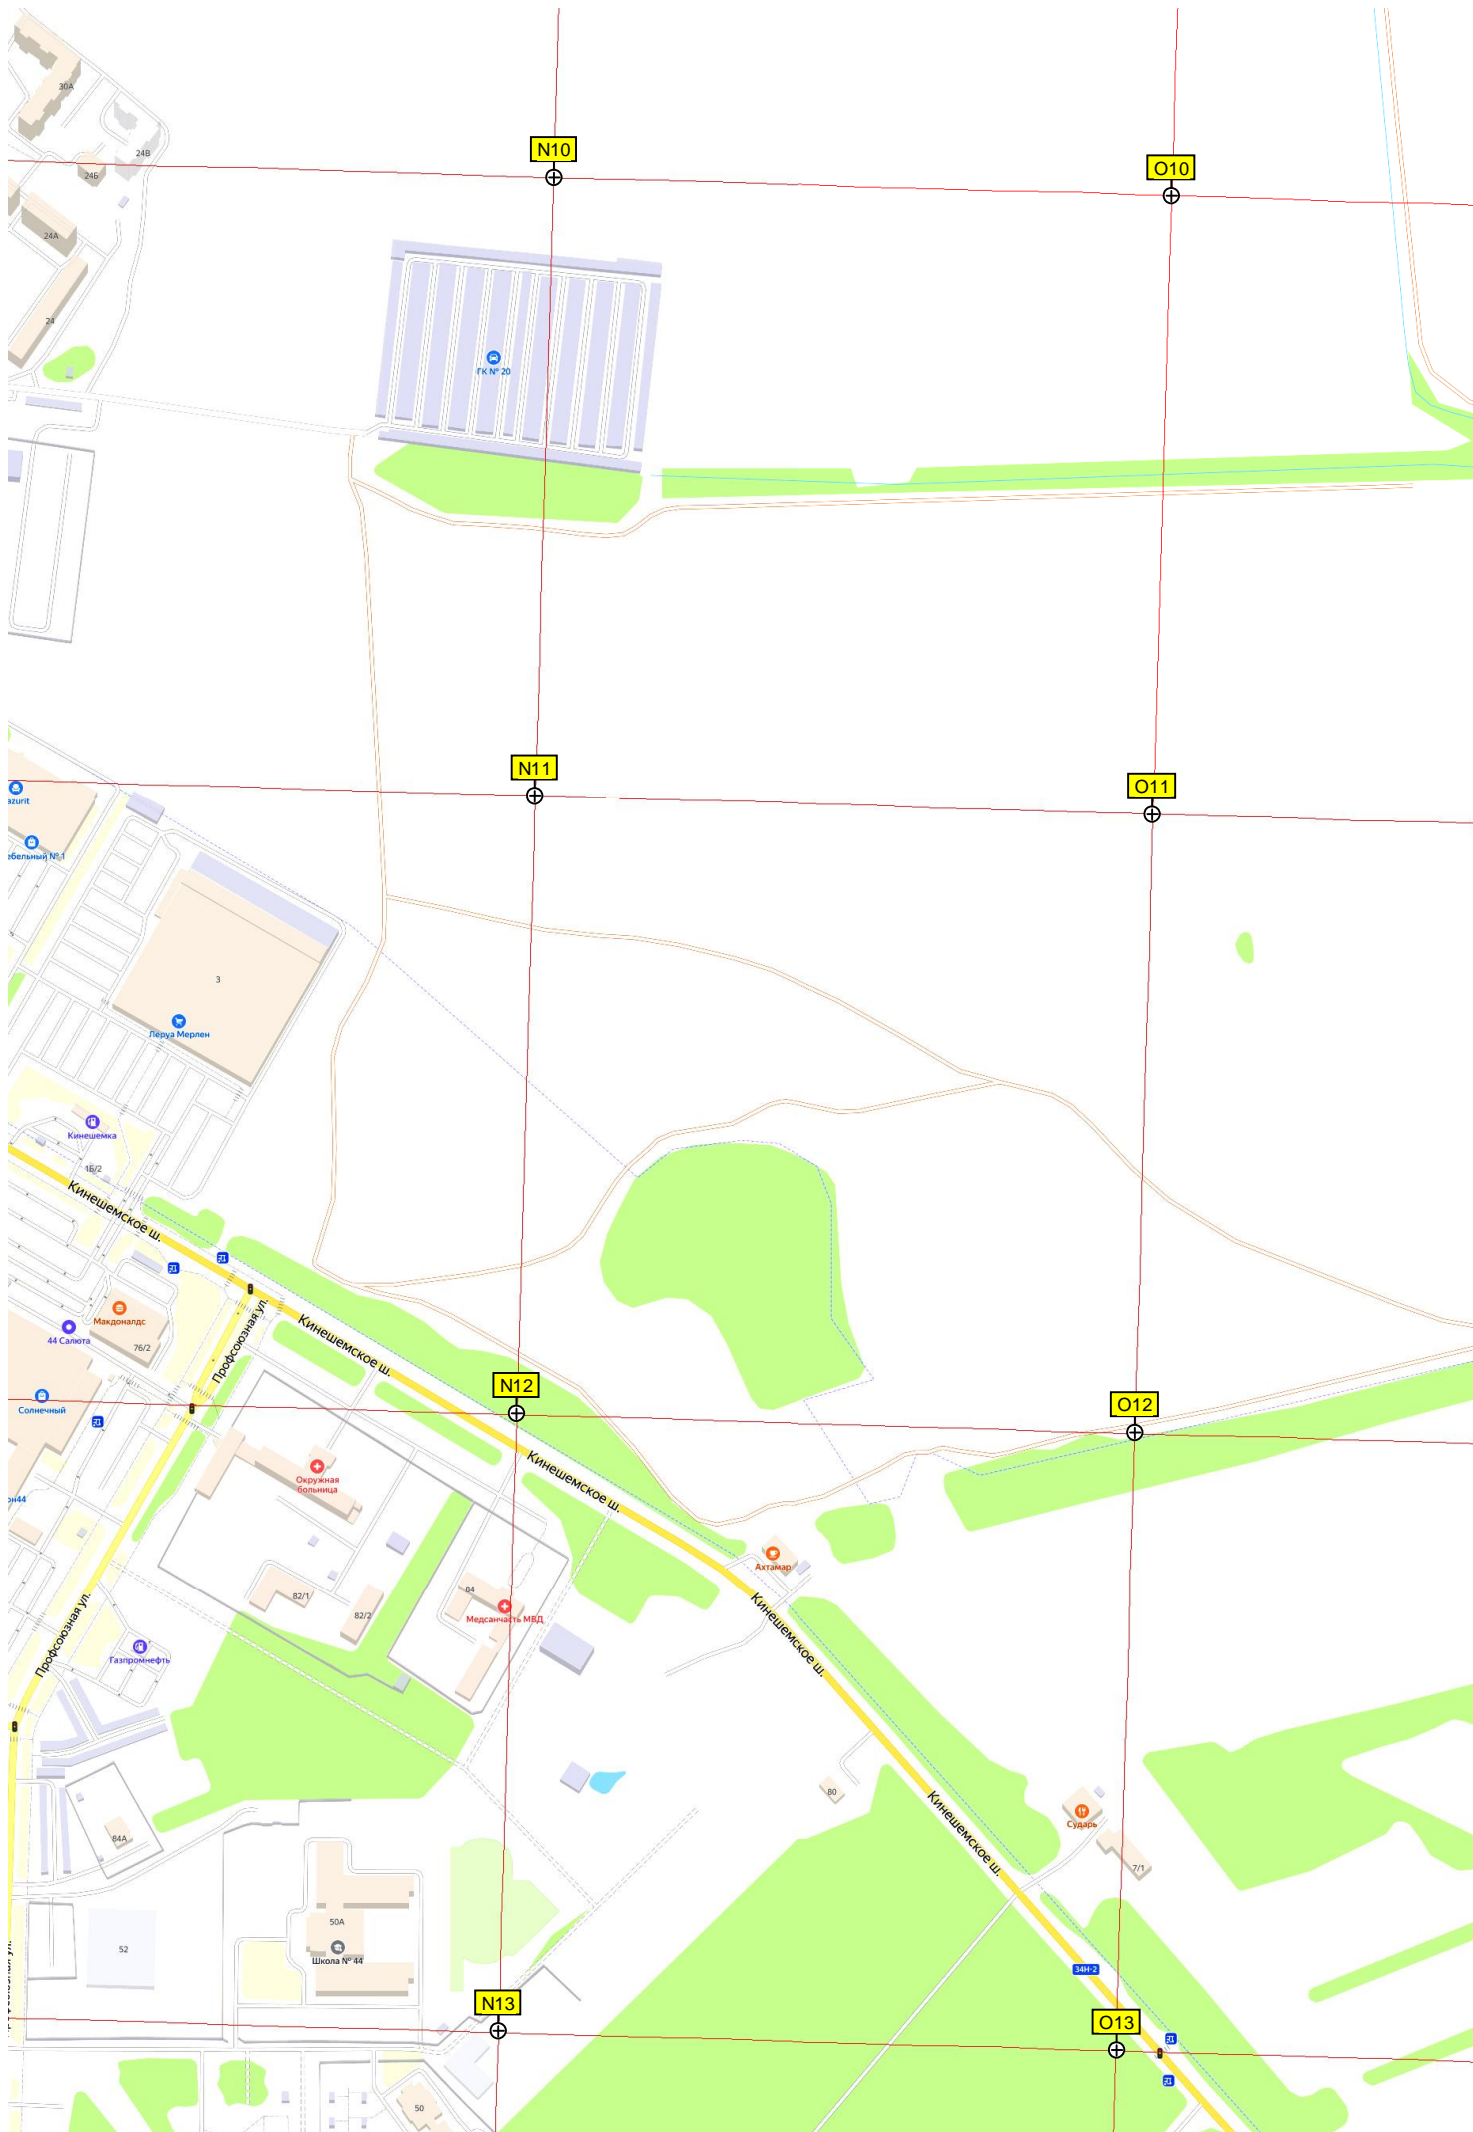 30А
24В
24Б
24А
24
N10
O10
ГК № 20
N11
O11
azurit
ебельный № 1
3
Леруа Мерлен
Кинешемка
1Б/2
Кинешемское ш.
Макдоналдс
44 Салюта
76/2
Профсоюзная ул.
Кинешемское ш.
Солнечный
N12
O12
он44
Окружная
больница
Кинешемское ш.
Ахтамар
82/1
82/2
Медсанчасть МВД
Кинешемское ш.
Профсоюзная ул.
Газпромнефть
80
Кинешемское ш.
Сударь
7/1
84А
50А
Школа № 44
52
34Н-2
N13
O13
50